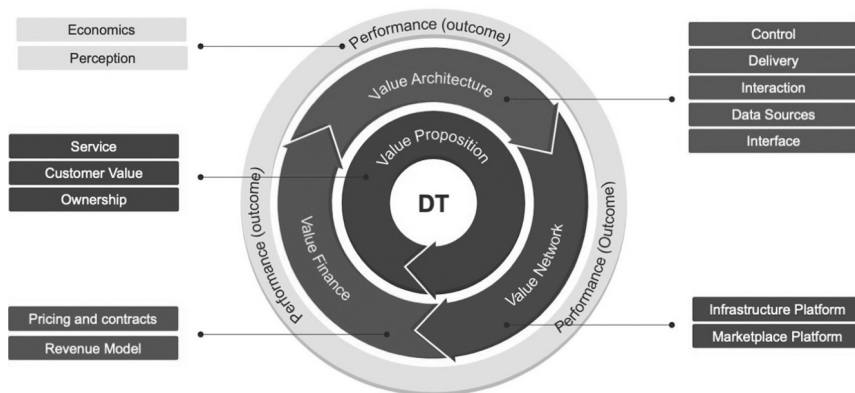 Economics
Perception
Service
Customer Value
Ownership
Pricing and contracts
Revenue Model
Performance (outcome)
Value Architecture
Value Proposition
DT
Performance (outcome)
Value Finance
Value Network
Performance (Outcome)
Control
Delivery
Interaction
Data Sources
Interface
Infrastructure Platform
Marketplace Platform